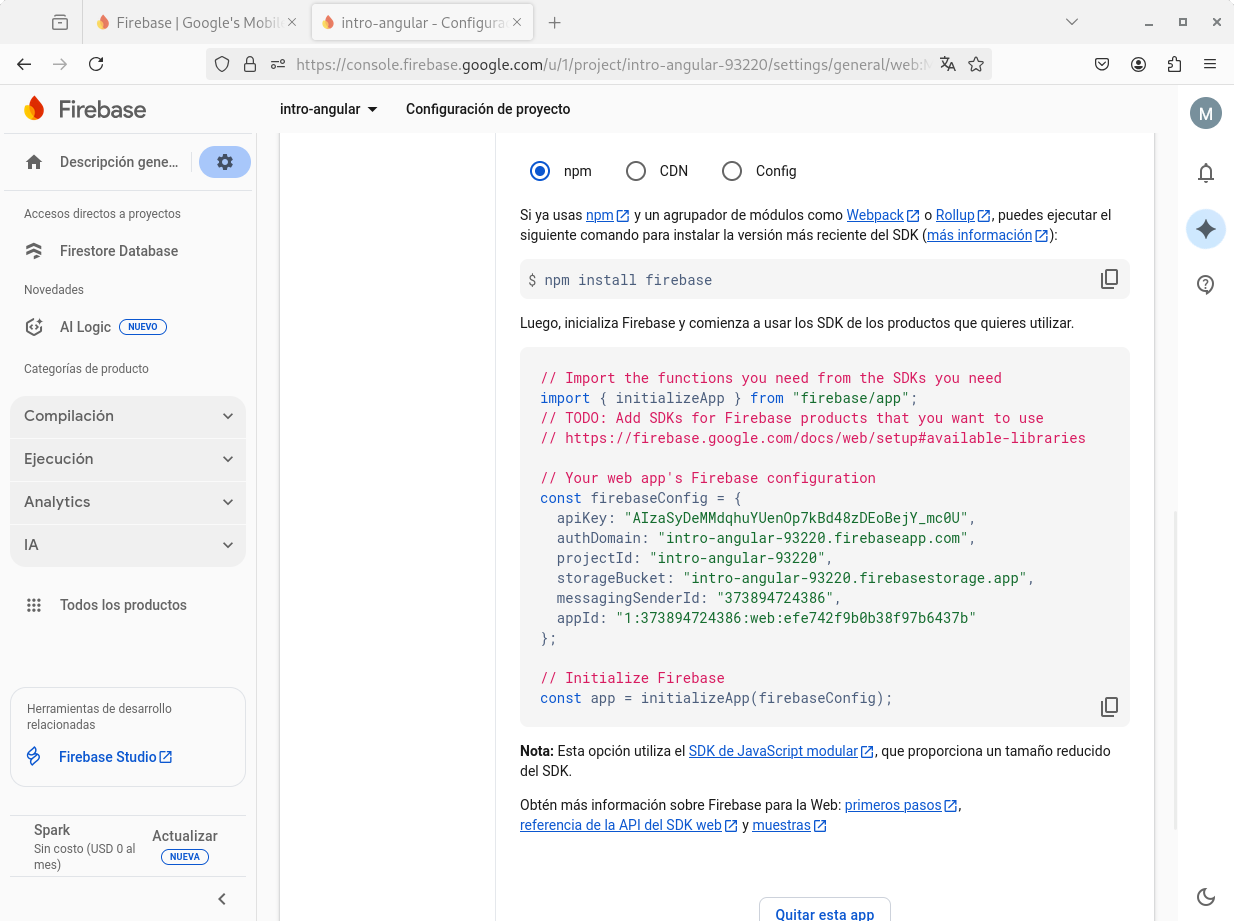 Firebase | Google's Mobil
intro-angular - Configura
https://console.firebase.google.com/u/1/project/intro-angular-93220/settings/general/web:
Firebase
intro-angular
Configuración de proyecto
M
Descripción gene...
Accesos directos a proyectos
Firestore Database
Novedades
AI Logic NUEVO
Categorías de producto
Compilación
Ejecución
Analytics
IA
Todos los productos
Herramientas de desarrollo
relacionadas
Firebase Studio
Spark
Sin costo (USD 0 al
mes)
Actualizar
NUEVA
npm CDN Config
Si ya usas npm y un agrupador de módulos como Webpack o Rollup, puedes ejecutar el
siguiente comando para instalar la versión más reciente del SDK (más información):
$ npm install firebase
Luego, inicializa Firebase y comienza a usar los SDK de los productos que quieres utilizar.
// Import the functions you need from the SDKs you need
import { initializeApp } from "firebase/app";
// TODO: Add SDKs for Firebase products that you want to use
// https://firebase.google.com/docs/web/setup#available-libraries
// Your web app's Firebase configuration
const firebaseConfig = {
apiKey: "AIzaSyDeMMdqhuYUenOp7kBd48zDEoBejY_mc0U",
authDomain: "intro-angular-93220.firebaseapp.com",
projectId: "intro-angular-93220",
storageBucket: "intro-angular-93220.firebasestorage.app",
messagingSenderId: "373894724386",
appId: "1:373894724386:web:efe742f9b0b38f97b6437b"
};
// Initialize Firebase
const app = initializeApp(firebaseConfig);
Nota: Esta opción utiliza el SDK de JavaScript modular, que proporciona un tamaño reducido
del SDK.
Obtén más información sobre Firebase para la Web: primeros pasos,
referencia de la API del SDK web y muestras
Quitar esta app